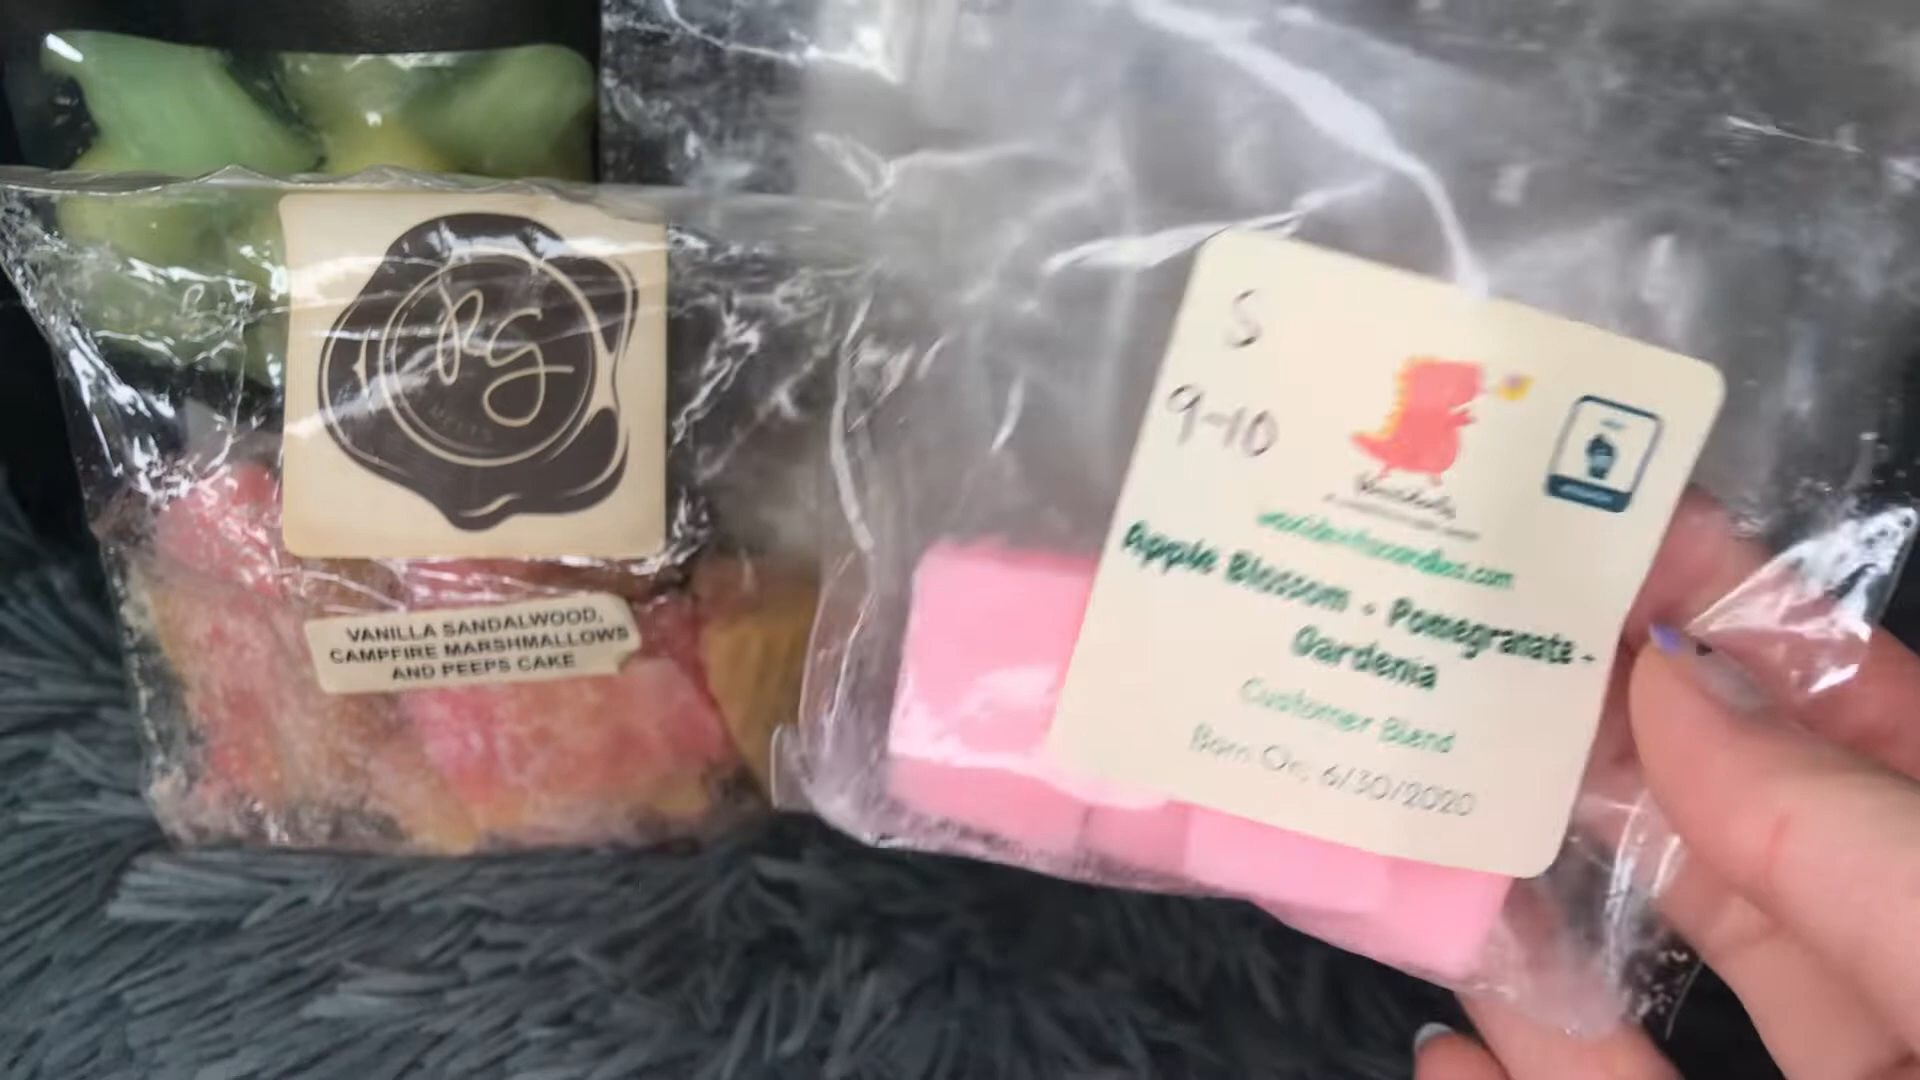 RG
MELTS
VANILLA SANDALWOOD,
CAMPFIRE MARSHMALLOWS
AND PEEPS CAKE
S
9-10
Apple Blossom - Pomegranate -
Gardenia
Customer Blend
Born On: 6/30/2020